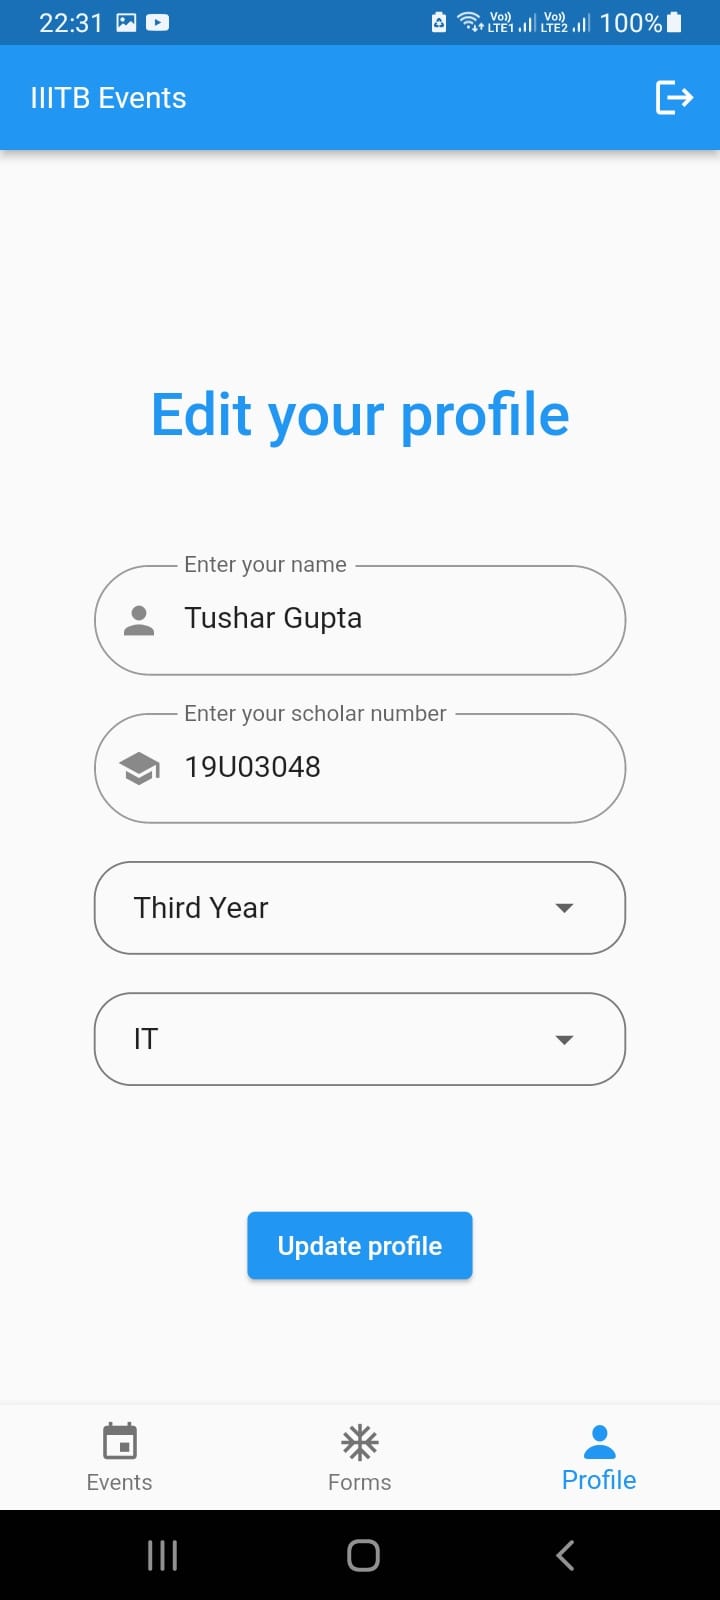 22:31 Vo)) LTE1 Vo)) LTE2 100%
IIITB Events
Edit your profile
Enter your name
Tushar Gupta
Enter your scholar number
19U03048
Third Year
IT
Update profile
Events Forms Profile